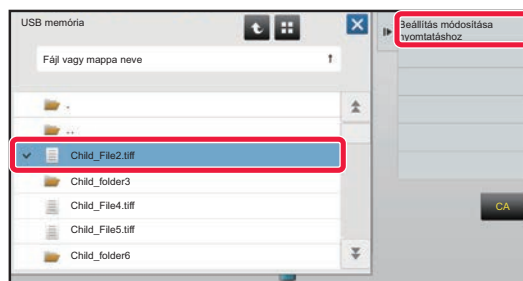 USB memória
Fájl vagy mappa neve
.
..
Child_File2.tiff
Child_folder3
Child_File4.tiff
Child_File5.tiff
Child_folder6
Beállítás módosítása
nyomtatáshoz
CA